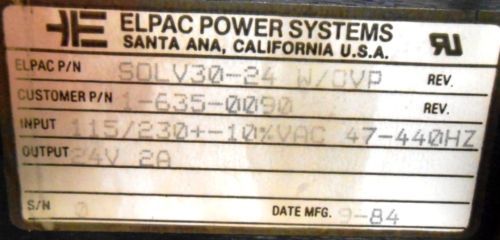 ELPAC POWER SYSTEMS
SANTA ANA, CALIFORNIA U.S.A.
ELPAC P/N SOLV30-24 W/OVP REV.
CUSTOMER P/N 1-635-0090 REV.
INPUT 115/230+-10%VAC 47-440HZ
OUTPUT 24V 2A
S/N 0 DATE MFG. 9-84